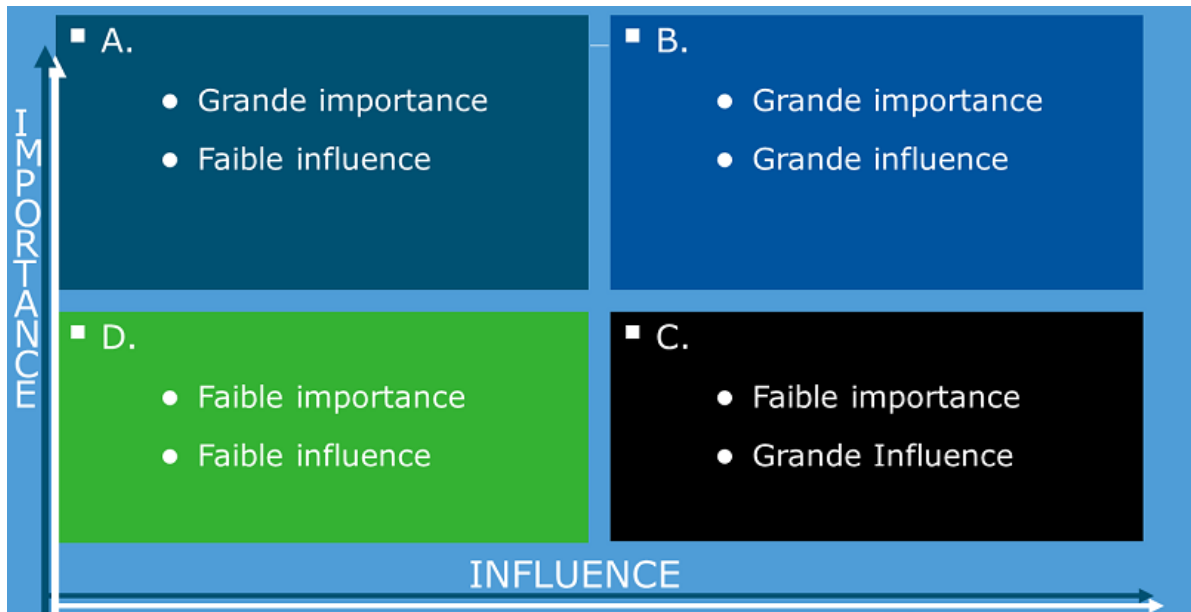 IMPORTANCE
A.
Grande importance
Faible influence
B.
Grande importance
Grande influence
D.
Faible importance
Faible influence
C.
Faible importance
Grande Influence
INFLUENCE